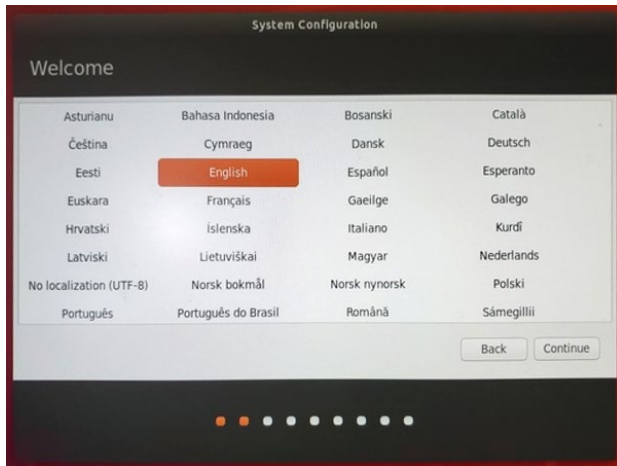 System Configuration
Welcome
Asturianu Bahasa Indonesia Bosanski Català
Čeština Cymraeg Dansk Deutsch
Eesti English Español Esperanto
Euskara Français Gaeilge Galego
Hrvatski Íslenska Italiano Kurdî
Latviski Lietuviškai Magyar Nederlands
No localization (UTF-8) Norsk bokmål Norsk nynorsk Polski
Português Português do Brasil Română Sámegillii
Back Continue